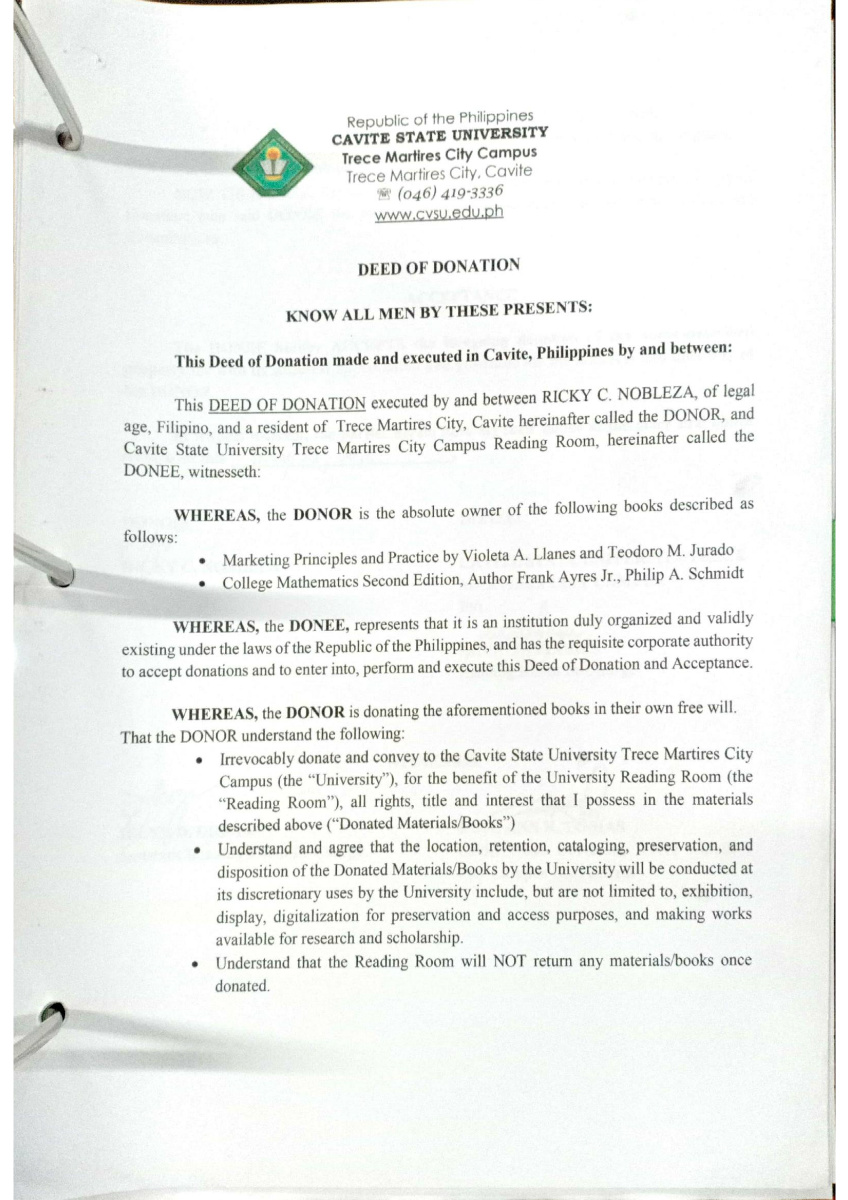 Republic of the Philippines
CAVITE STATE UNIVERSITY
Trece Martires City Campus
Trece Martires City, Cavite
☏ (046) 419-3336
www.cvsu.edu.ph
DEED OF DONATION
KNOW ALL MEN BY THESE PRESENTS:
This Deed of Donation made and executed in Cavite, Philippines by and between:
This DEED OF DONATION executed by and between RICKY C. NOBLEZA, of legal
age, Filipino, and a resident of Trece Martires City, Cavite hereinafter called the DONOR, and
Cavite State University Trece Martires City Campus Reading Room, hereinafter called the
DONEE, witnesseth:
WHEREAS, the DONOR is the absolute owner of the following books described as
follows:
• Marketing Principles and Practice by Violeta A. Llanes and Teodoro M. Jurado
• College Mathematics Second Edition, Author Frank Ayres Jr., Philip A. Schmidt
WHEREAS, the DONEE, represents that it is an institution duly organized and validly
existing under the laws of the Republic of the Philippines, and has the requisite corporate authority
to accept donations and to enter into, perform and execute this Deed of Donation and Acceptance.
WHEREAS, the DONOR is donating the aforementioned books in their own free will.
That the DONOR understand the following:
• Irrevocably donate and convey to the Cavite State University Trece Martires City
Campus (the “University”), for the benefit of the University Reading Room (the
“Reading Room”), all rights, title and interest that I possess in the materials
described above (“Donated Materials/Books”)
• Understand and agree that the location, retention, cataloging, preservation, and
disposition of the Donated Materials/Books by the University will be conducted at
its discretionary uses by the University include, but are not limited to, exhibition,
display, digitalization for preservation and access purposes, and making works
available for research and scholarship.
• Understand that the Reading Room will NOT return any materials/books once
donated.